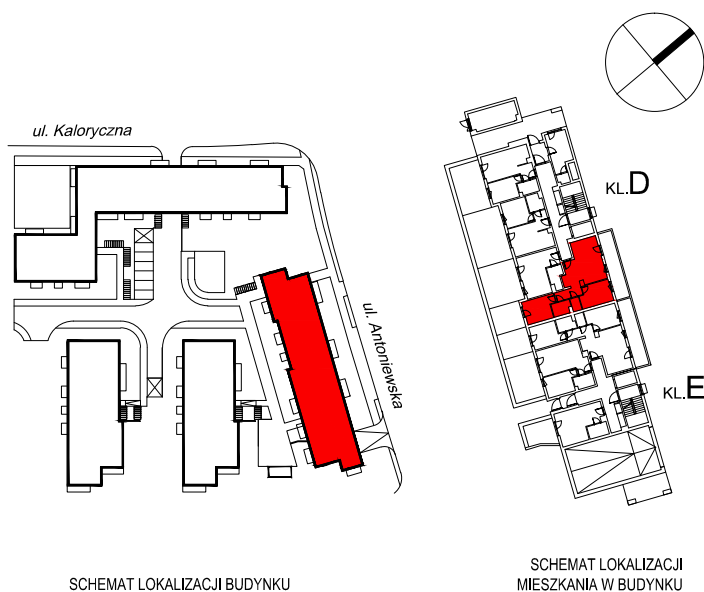 ul. Kaloryczna
ul. Antoniewska
KL.D
KL.E
SCHEMAT LOKALIZACJI BUDYNKU
SCHEMAT LOKALIZACJI
MIESZKANIA W BUDYNKU